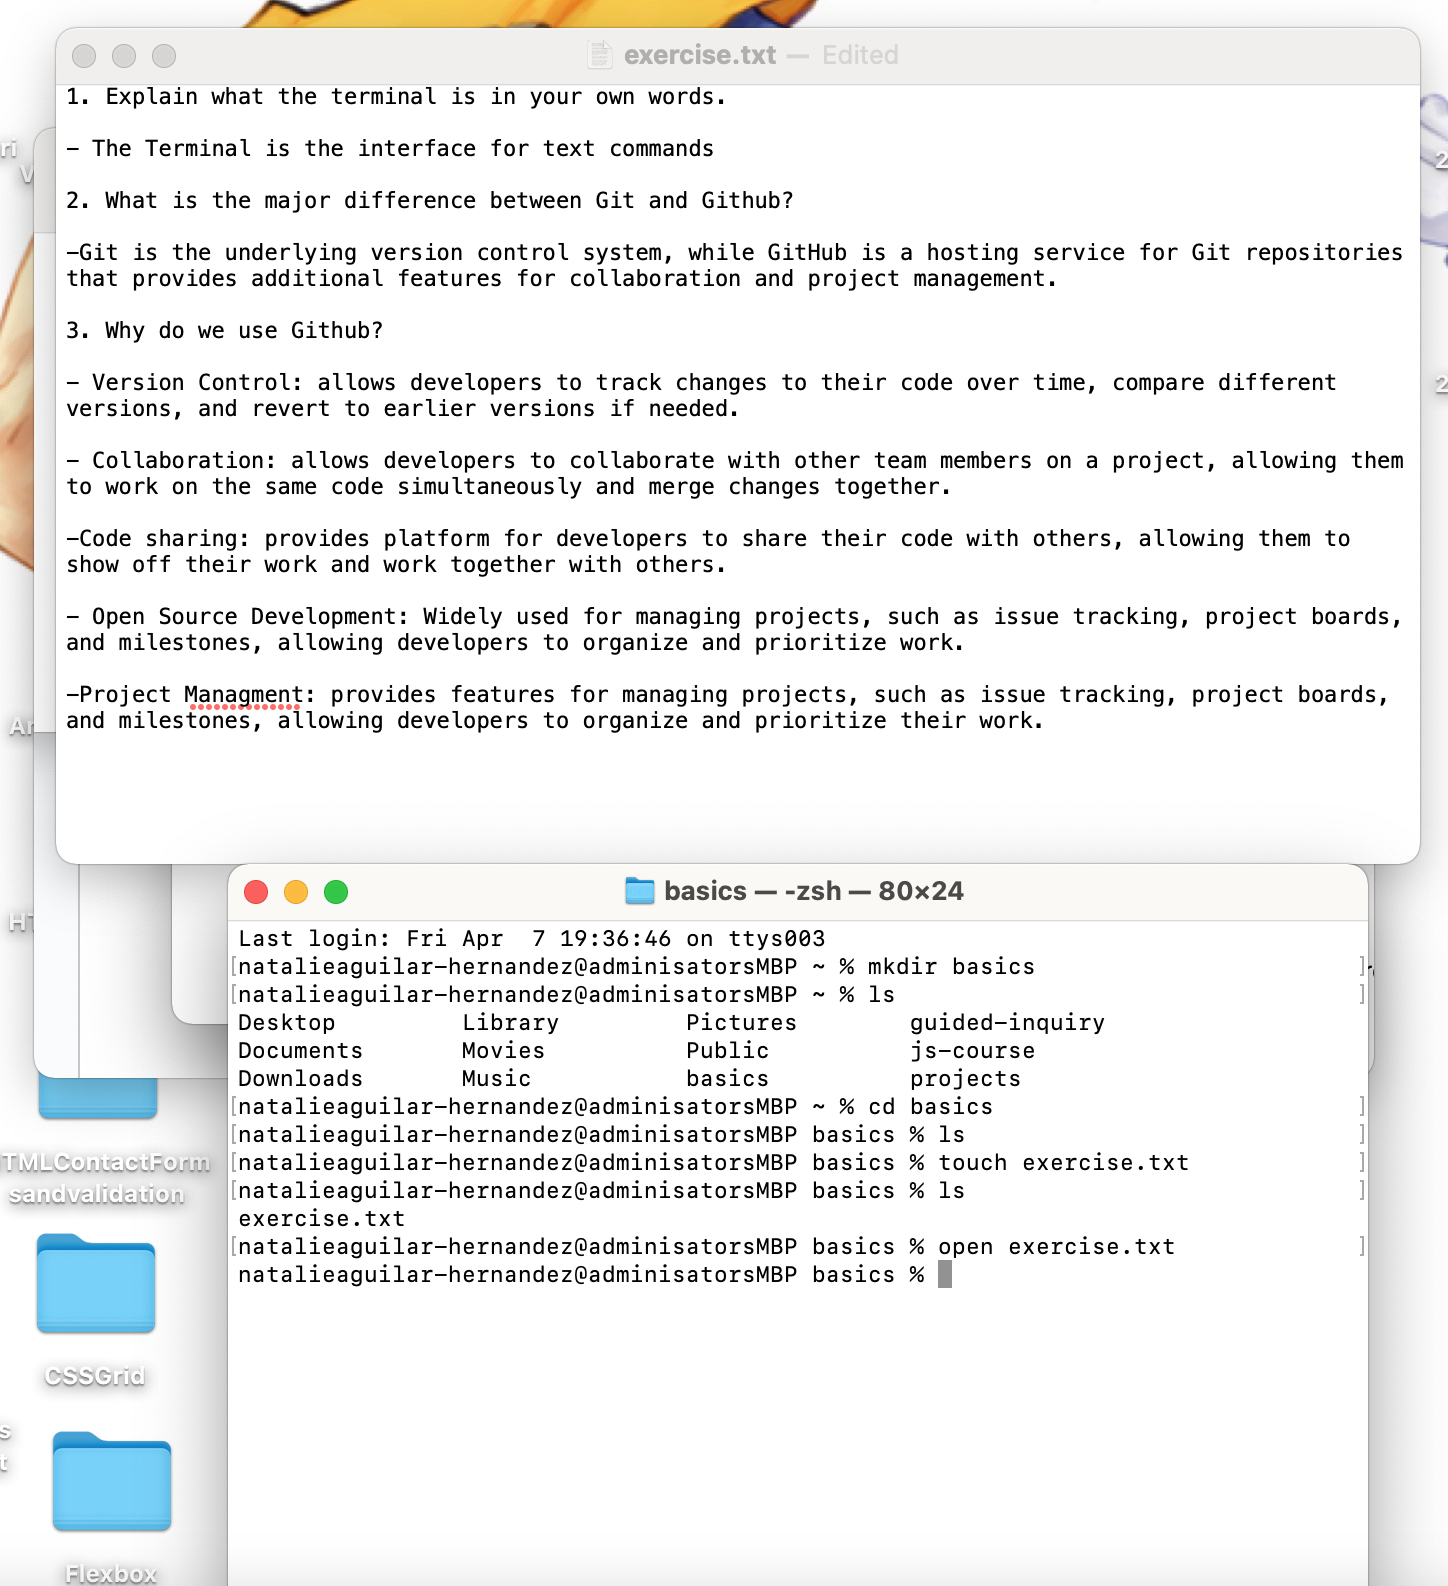 exercise.txt — Edited
1. Explain what the terminal is in your own words.
- The Terminal is the interface for text commands
2. What is the major difference between Git and Github?
-Git is the underlying version control system, while GitHub is a hosting service for Git repositories
that provides additional features for collaboration and project management.
3. Why do we use Github?
- Version Control: allows developers to track changes to their code over time, compare different
versions, and revert to earlier versions if needed.
- Collaboration: allows developers to collaborate with other team members on a project, allowing them
to work on the same code simultaneously and merge changes together.
-Code sharing: provides platform for developers to share their code with others, allowing them to
show off their work and work together with others.
- Open Source Development: Widely used for managing projects, such as issue tracking, project boards,
and milestones, allowing developers to organize and prioritize work.
-Project Managment: provides features for managing projects, such as issue tracking, project boards,
and milestones, allowing developers to organize and prioritize their work.
basics — -zsh — 80×24
Last login: Fri Apr  7 19:36:46 on ttys003
[natalieaguilar-hernandez@adminisatorsMBP ~ % mkdir basics ]
[natalieaguilar-hernandez@adminisatorsMBP ~ % ls ]
Desktop Library Pictures guided-inquiry
Documents Movies Public js-course
Downloads Music basics projects
[natalieaguilar-hernandez@adminisatorsMBP ~ % cd basics ]
[natalieaguilar-hernandez@adminisatorsMBP basics % ls ]
[natalieaguilar-hernandez@adminisatorsMBP basics % touch exercise.txt ]
[natalieaguilar-hernandez@adminisatorsMBP basics % ls ]
exercise.txt
[natalieaguilar-hernandez@adminisatorsMBP basics % open exercise.txt ]
natalieaguilar-hernandez@adminisatorsMBP basics %
TMLContactForm
sandvalidation
CSSGrid
Flexbox